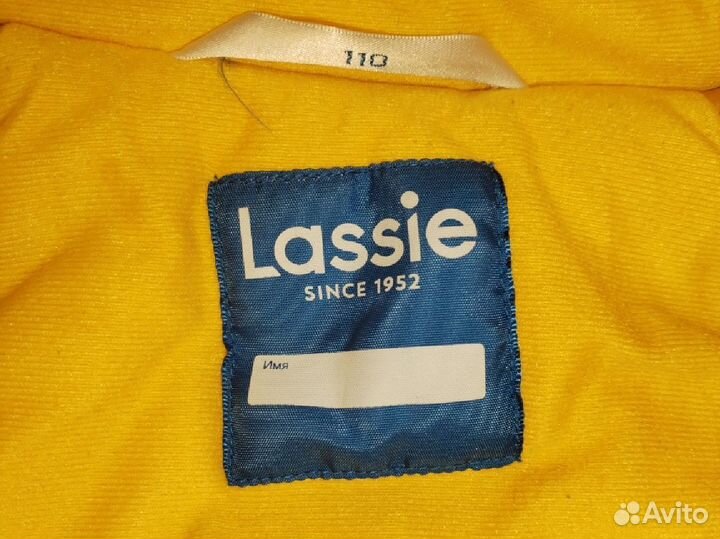 110
Lassie
SINCE 1952
Имя
Avito